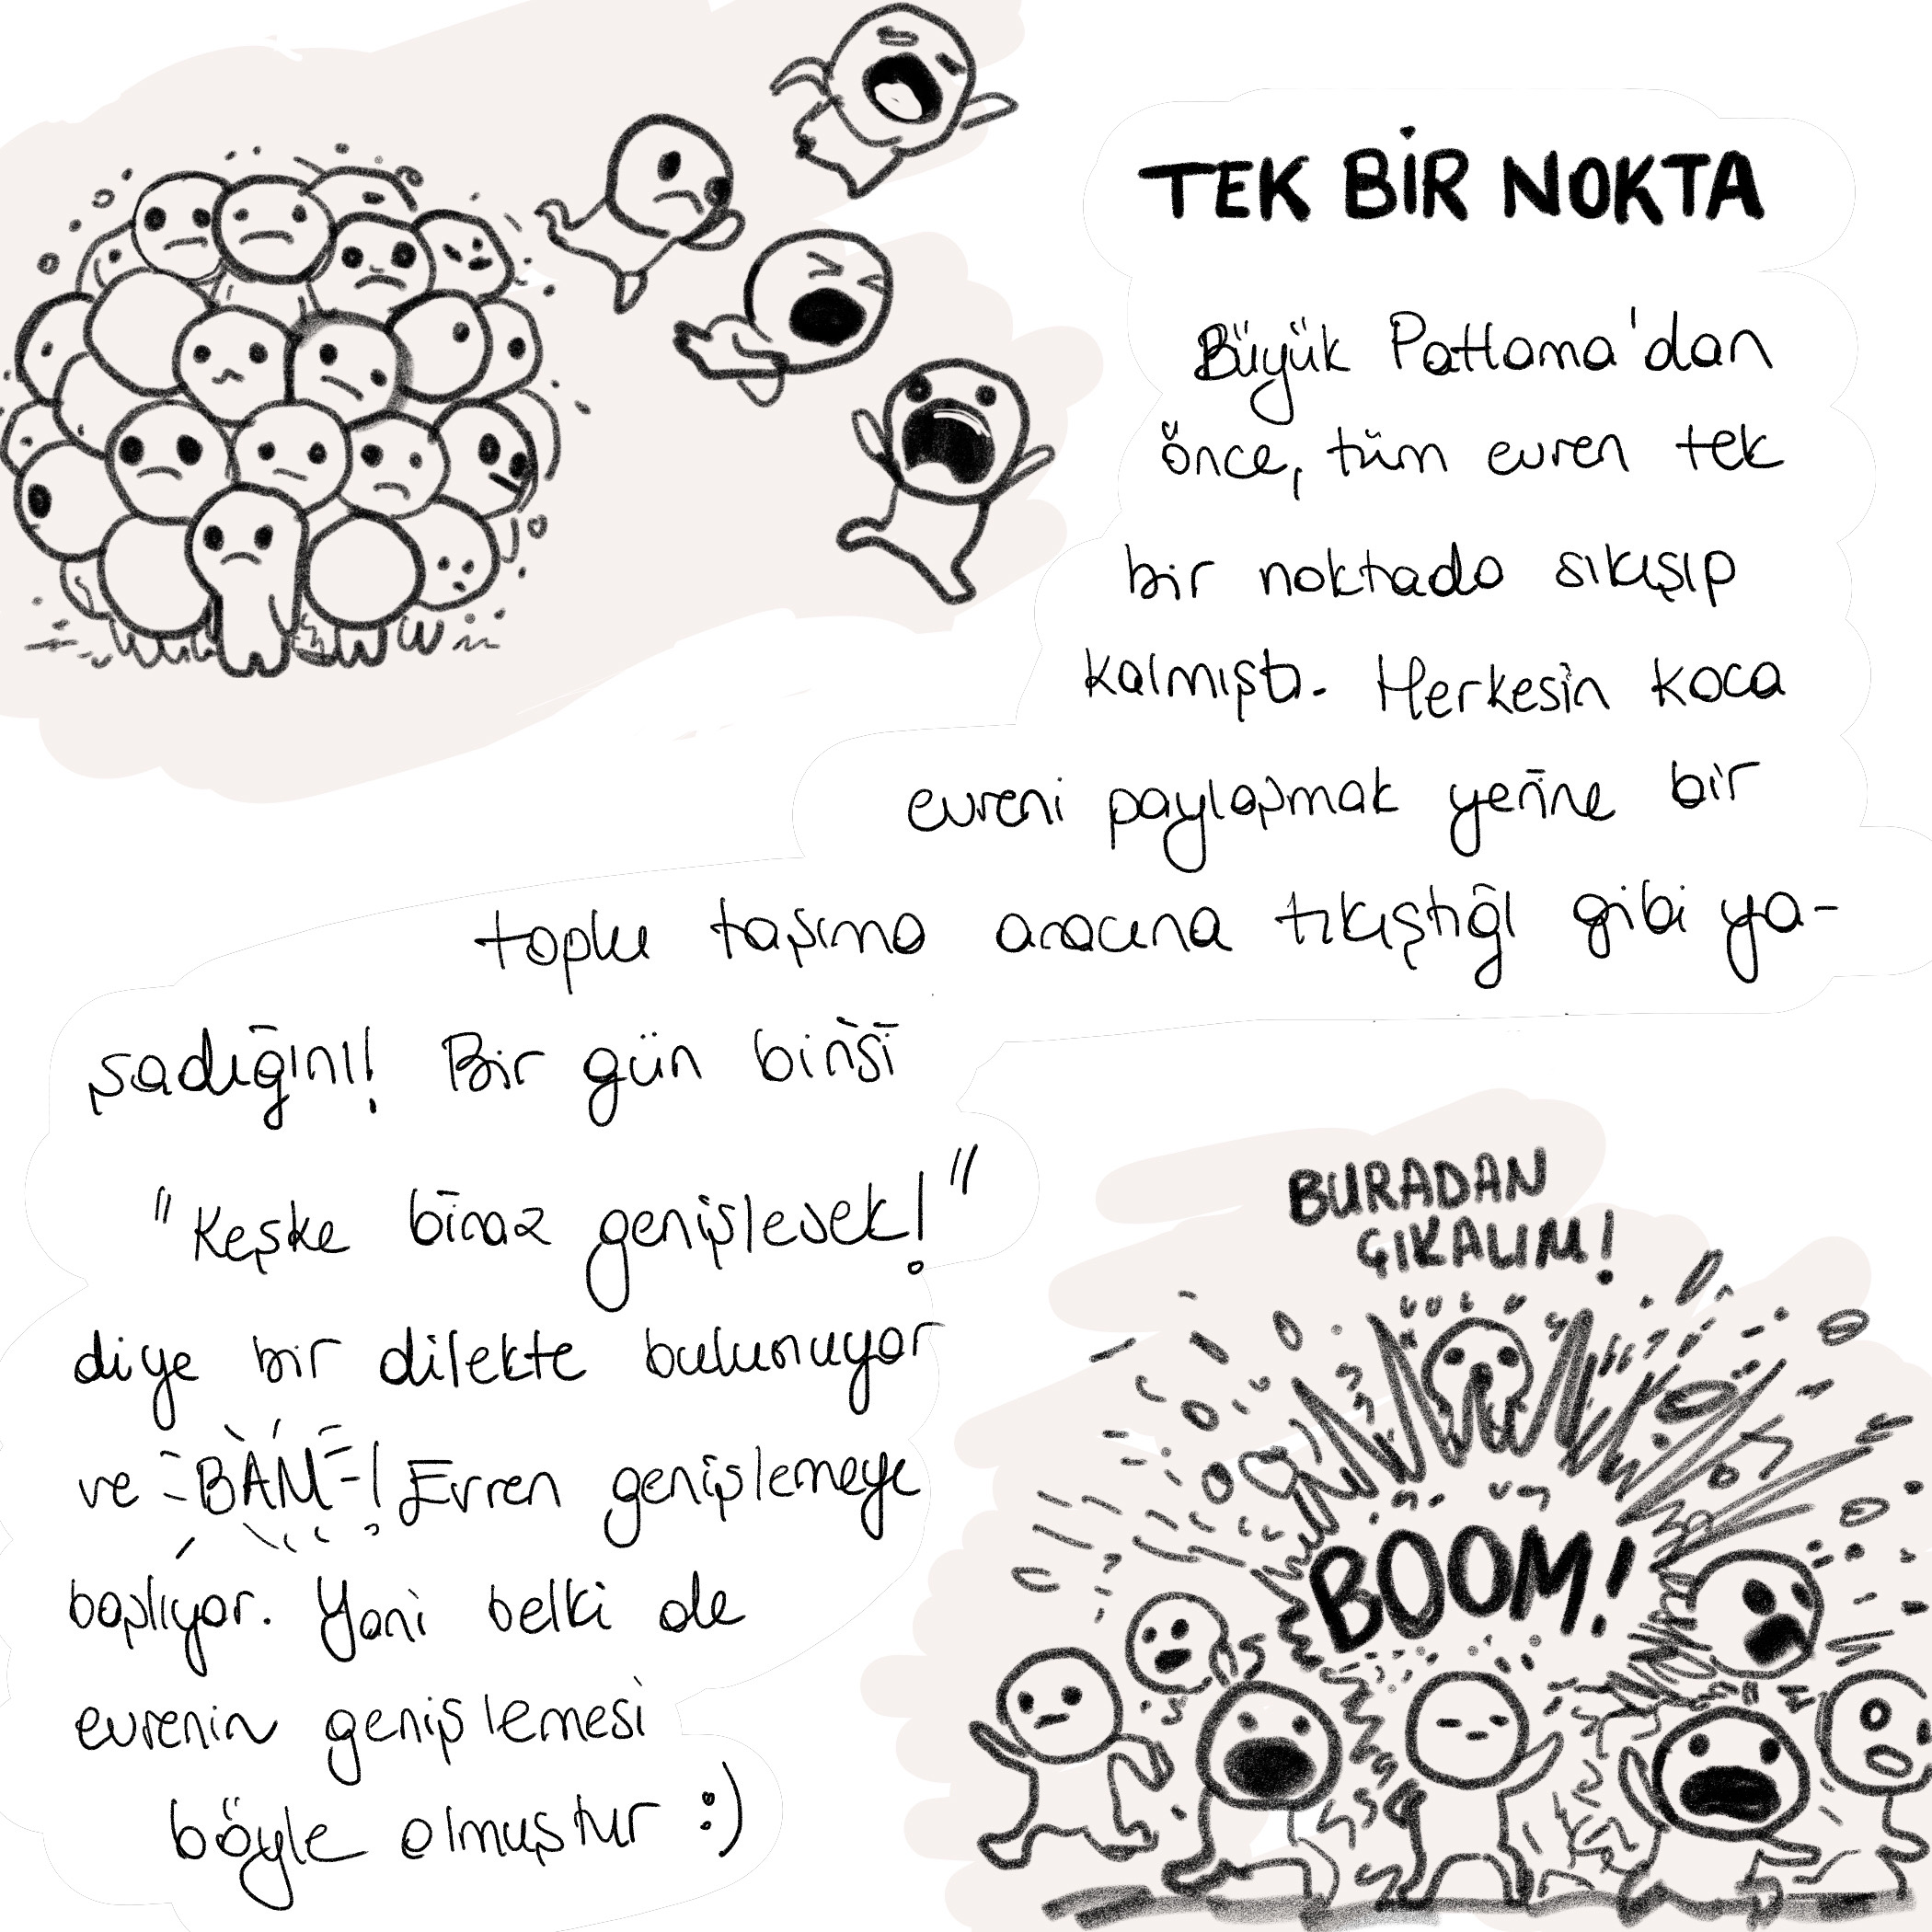 TEK BİR NOKTA
Büyük Patlama'dan
önce, tüm evren tek
bir noktada sıkışıp
kalmıştı. Herkesin koca
evreni paylaşmak yerine bir
toplu taşıma aracına tıkıştığı gibi ya-
şadığını! Bir gün birisi
"Keşke biraz genişlesek!"
diye bir dilekte bulunuyor
ve BAM! Evren genişlemeye
başlıyor. Yani belki de
evrenin genişlemesi
böyle olmuştur :)
BURADAN
ÇIKALIM!
BOOM!